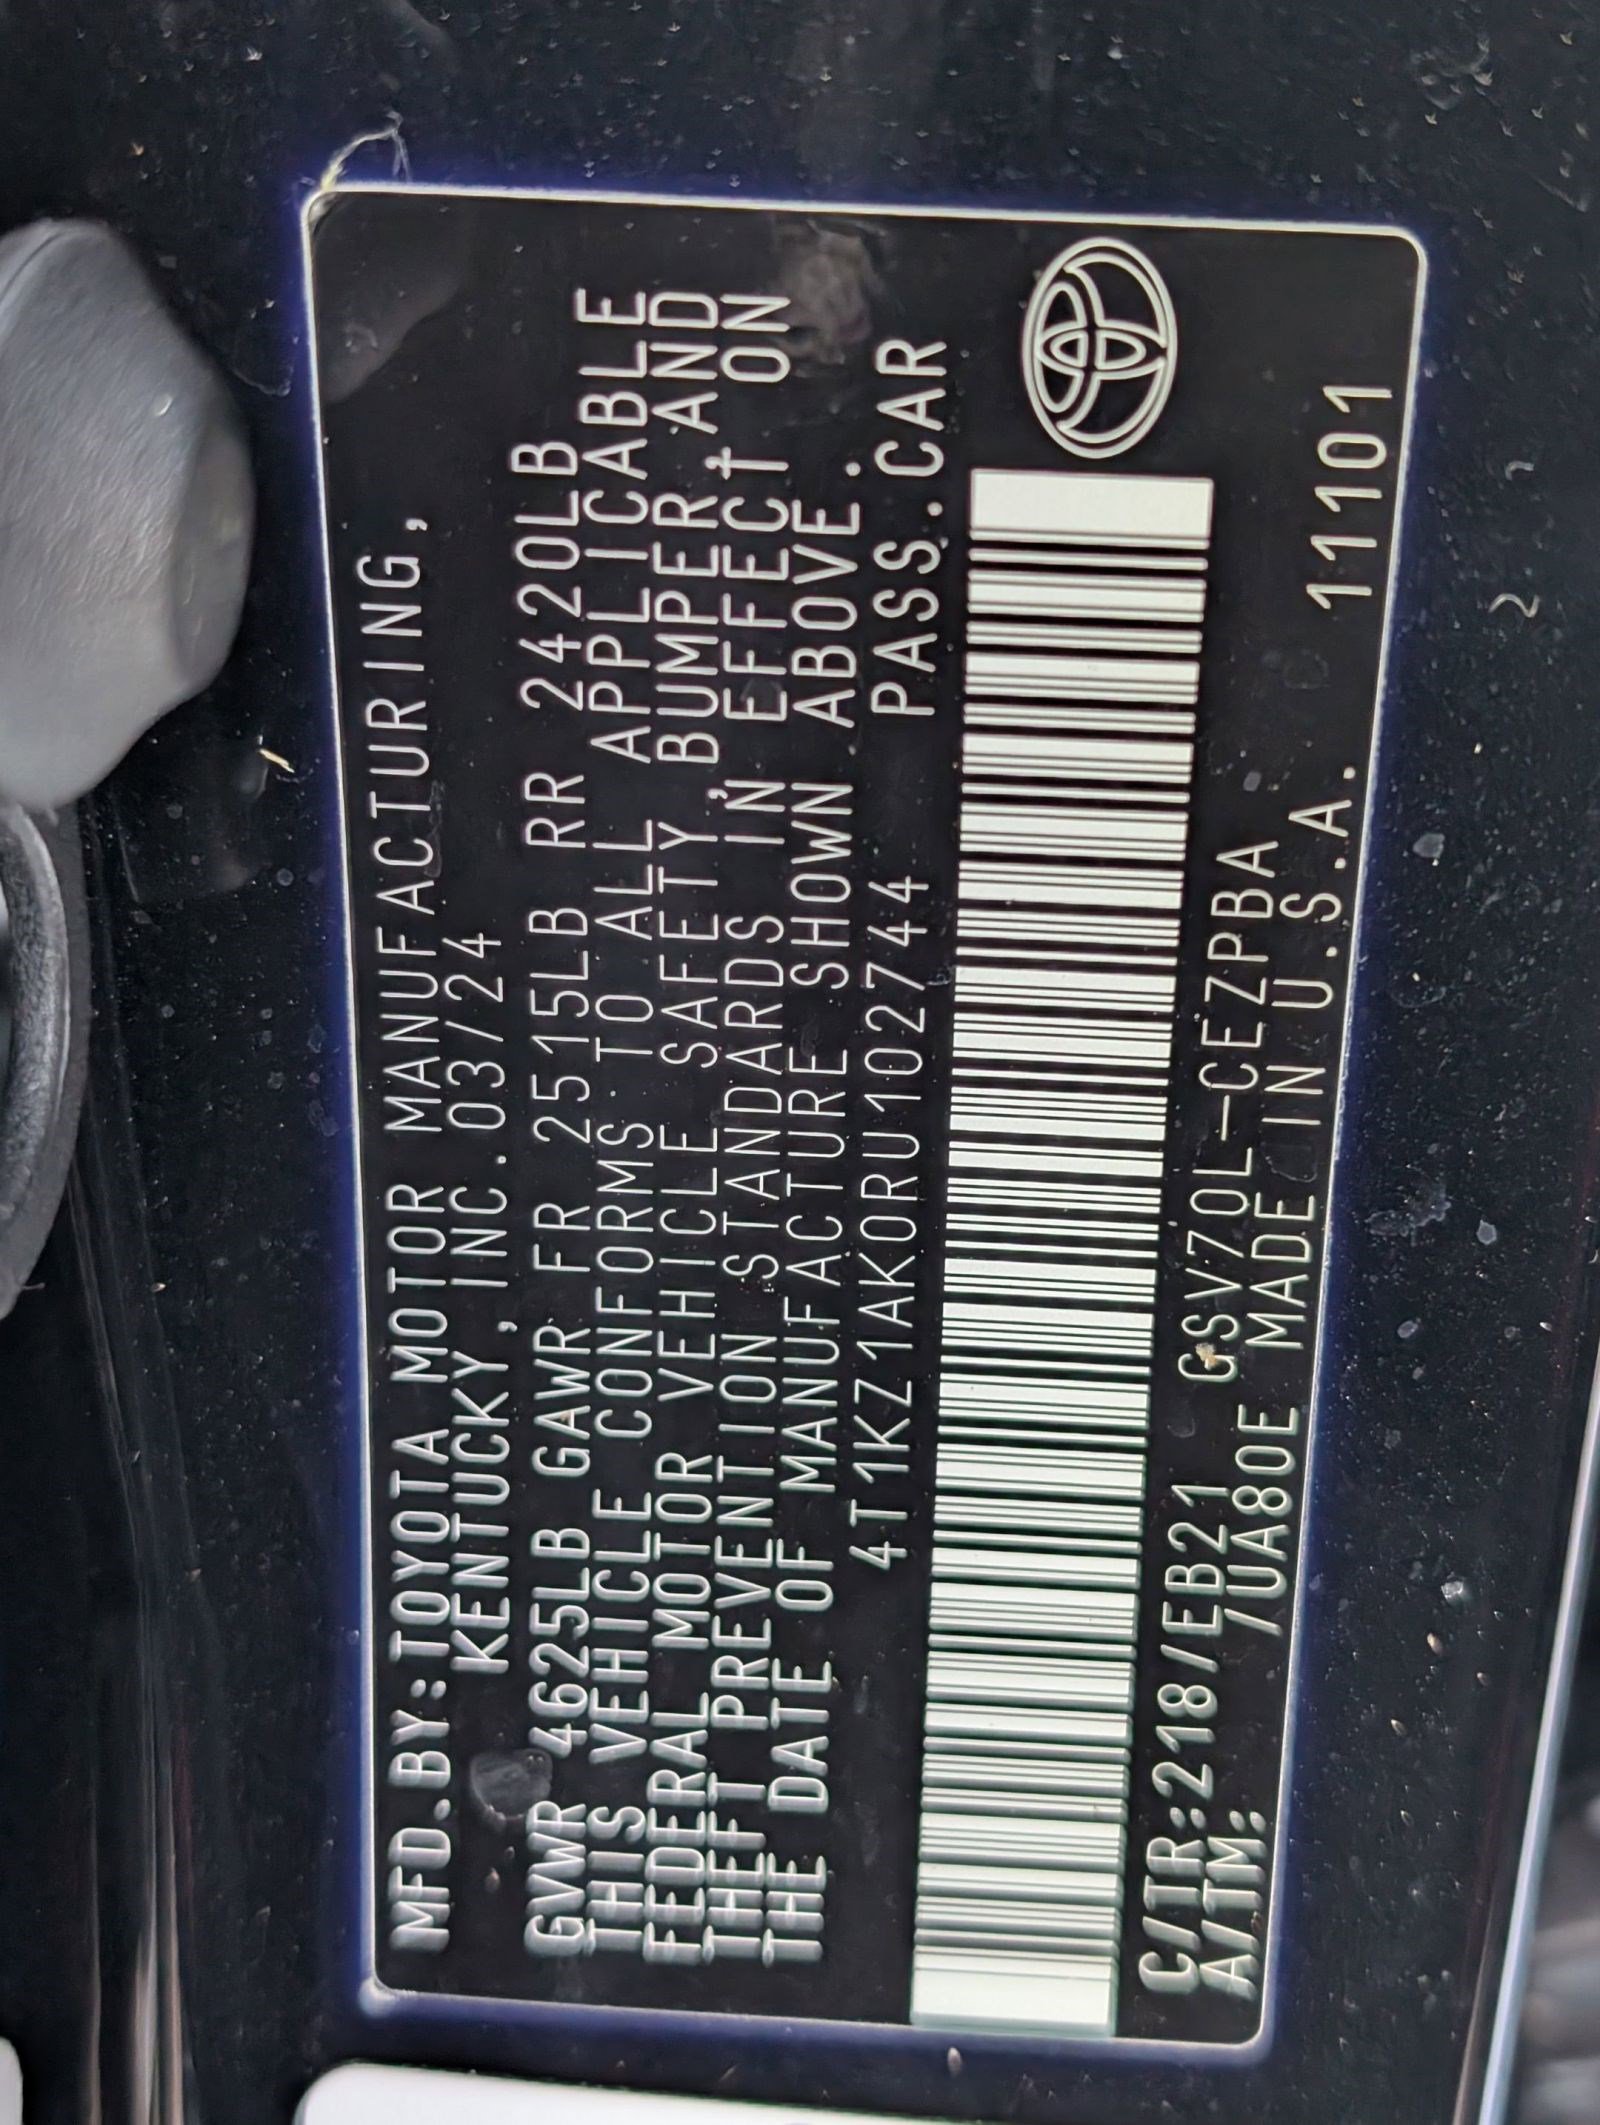 MFD.BY:TOYOTA MOTOR MANUFACTURING,
KENTUCKY, INC.03/24
GVWR 4625LB GAWR FR 2515LB RR 2420LB
THIS VEHICLE CONFORMS TO ALL APPLICABLE
FEDERAL MOTOR VEHICLE SAFETY, BUMPER, AND
THEFT PREVENTION STANDARDS IN EFFECT ON
THE DATE OF MANUFACTURE SHOWN ABOVE.
4T1KZ1AK0RU102744 PASS.CAR
C/TR:218/EB21 GSV70L-CEZPBA
A/TM: /UA80E MADE IN U.S.A. 11101